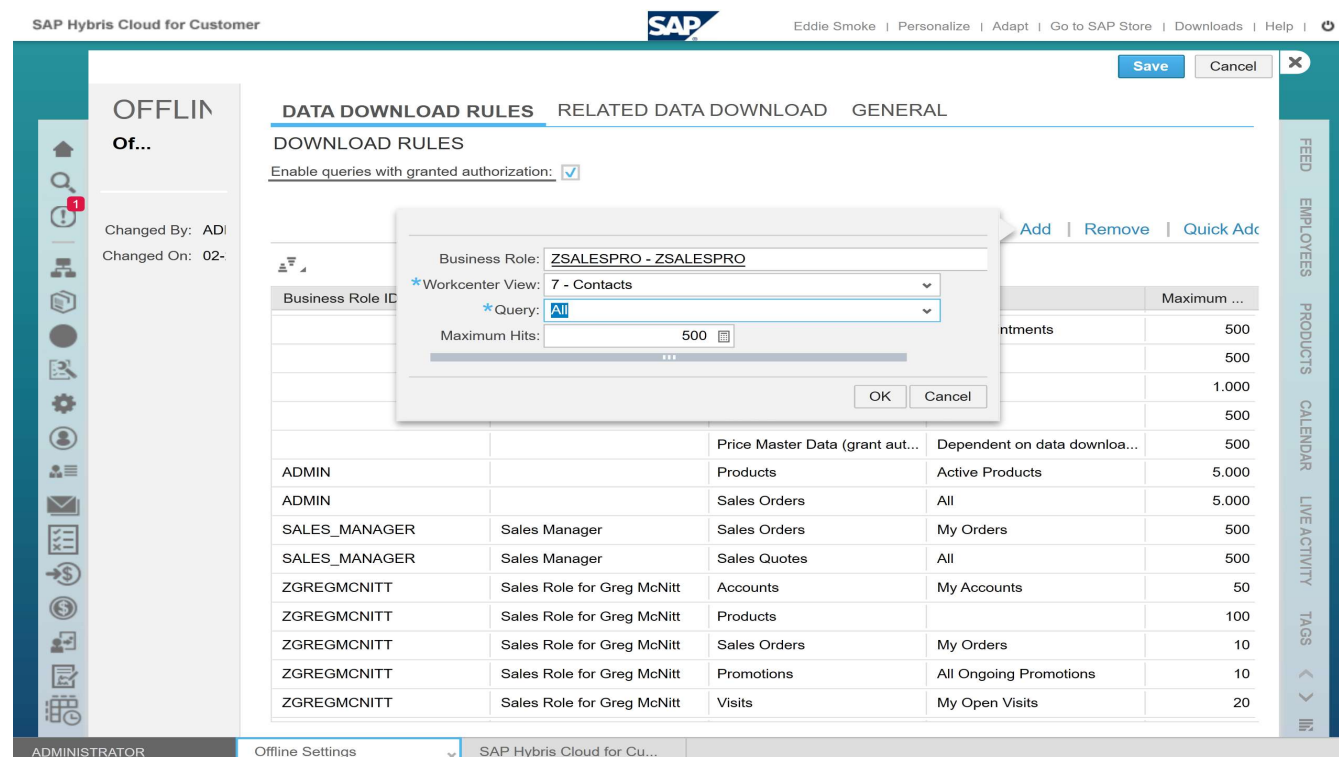 SAP Hybris Cloud for Customer
SAP
Eddie Smoke | Personalize | Adapt | Go to SAP Store | Downloads | Help |
Save Cancel
OFFLIN
DATA DOWNLOAD RULES RELATED DATA DOWNLOAD GENERAL
Of...
DOWNLOAD RULES
Enable queries with granted authorization:
1
Changed By: ADI
Changed On: 02-
Add | Remove | Quick Add
Business Role: ZSALESPRO - ZSALESPRO
*Workcenter View: 7 - Contacts
*Query: All
Maximum Hits: 500
OK Cancel
Business Role ID Maximum ...
ntments 500
500
1.000
500
Price Master Data (grant aut... Dependent on data downloa... 500
ADMIN Products Active Products 5.000
ADMIN Sales Orders All 5.000
SALES_MANAGER Sales Manager Sales Orders My Orders 500
SALES_MANAGER Sales Manager Sales Quotes All 500
ZGREGMCNITT Sales Role for Greg McNitt Accounts My Accounts 50
ZGREGMCNITT Sales Role for Greg McNitt Products 100
ZGREGMCNITT Sales Role for Greg McNitt Sales Orders My Orders 10
ZGREGMCNITT Sales Role for Greg McNitt Promotions All Ongoing Promotions 10
ZGREGMCNITT Sales Role for Greg McNitt Visits My Open Visits 20
FEED
EMPLOYEES
PRODUCTS
CALENDAR
LIVE ACTIVITY
TAGS
ADMINISTRATOR Offline Settings SAP Hybris Cloud for Cu...